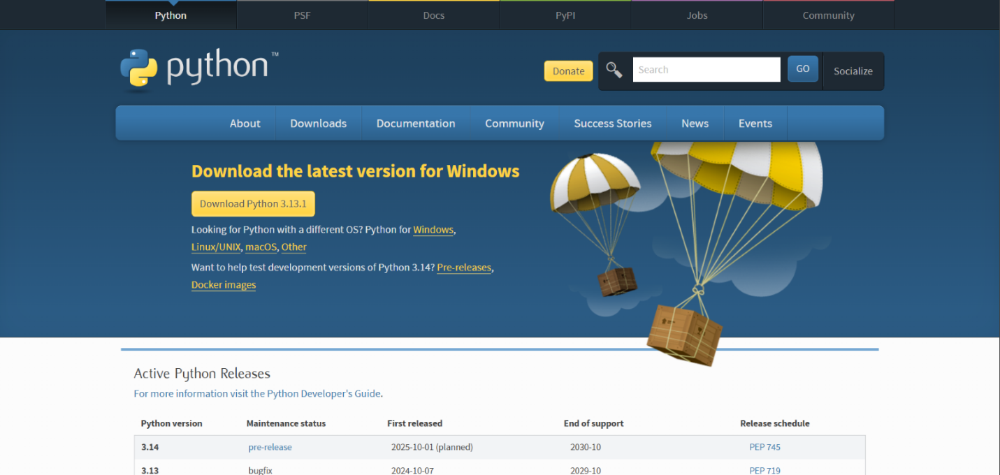 Python PSF Docs PyPI Jobs Community
python™
Donate Search GO Socialize
About Downloads Documentation Community Success Stories News Events
Download the latest version for Windows
Download Python 3.13.1
Looking for Python with a different OS? Python for Windows,
Linux/UNIX, macOS, Other
Want to help test development versions of Python 3.14? Pre-releases,
Docker images
Active Python Releases
For more information visit the Python Developer's Guide.
Python version Maintenance status First released End of support Release schedule
3.14 pre-release 2025-10-01 (planned) 2030-10 PEP 745
3.13 bugfix 2024-10-07 2029-10 PEP 719